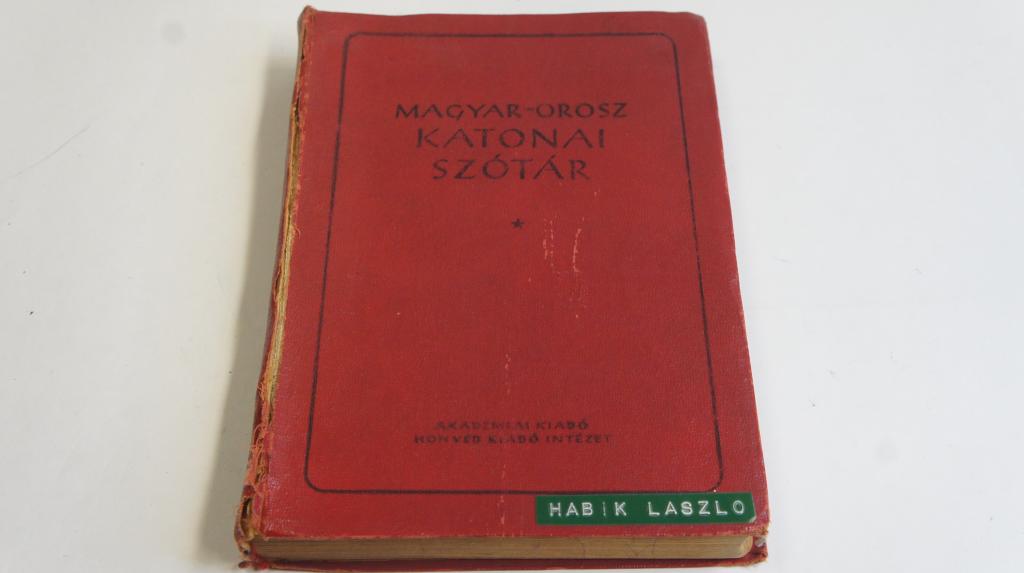 MAGYAR-OROSZ
KATONAI
SZÓTÁR
AKADÉMIAI KIADÓ
HONVÉD KIADÓ INTÉZET
HABIK LASZLO